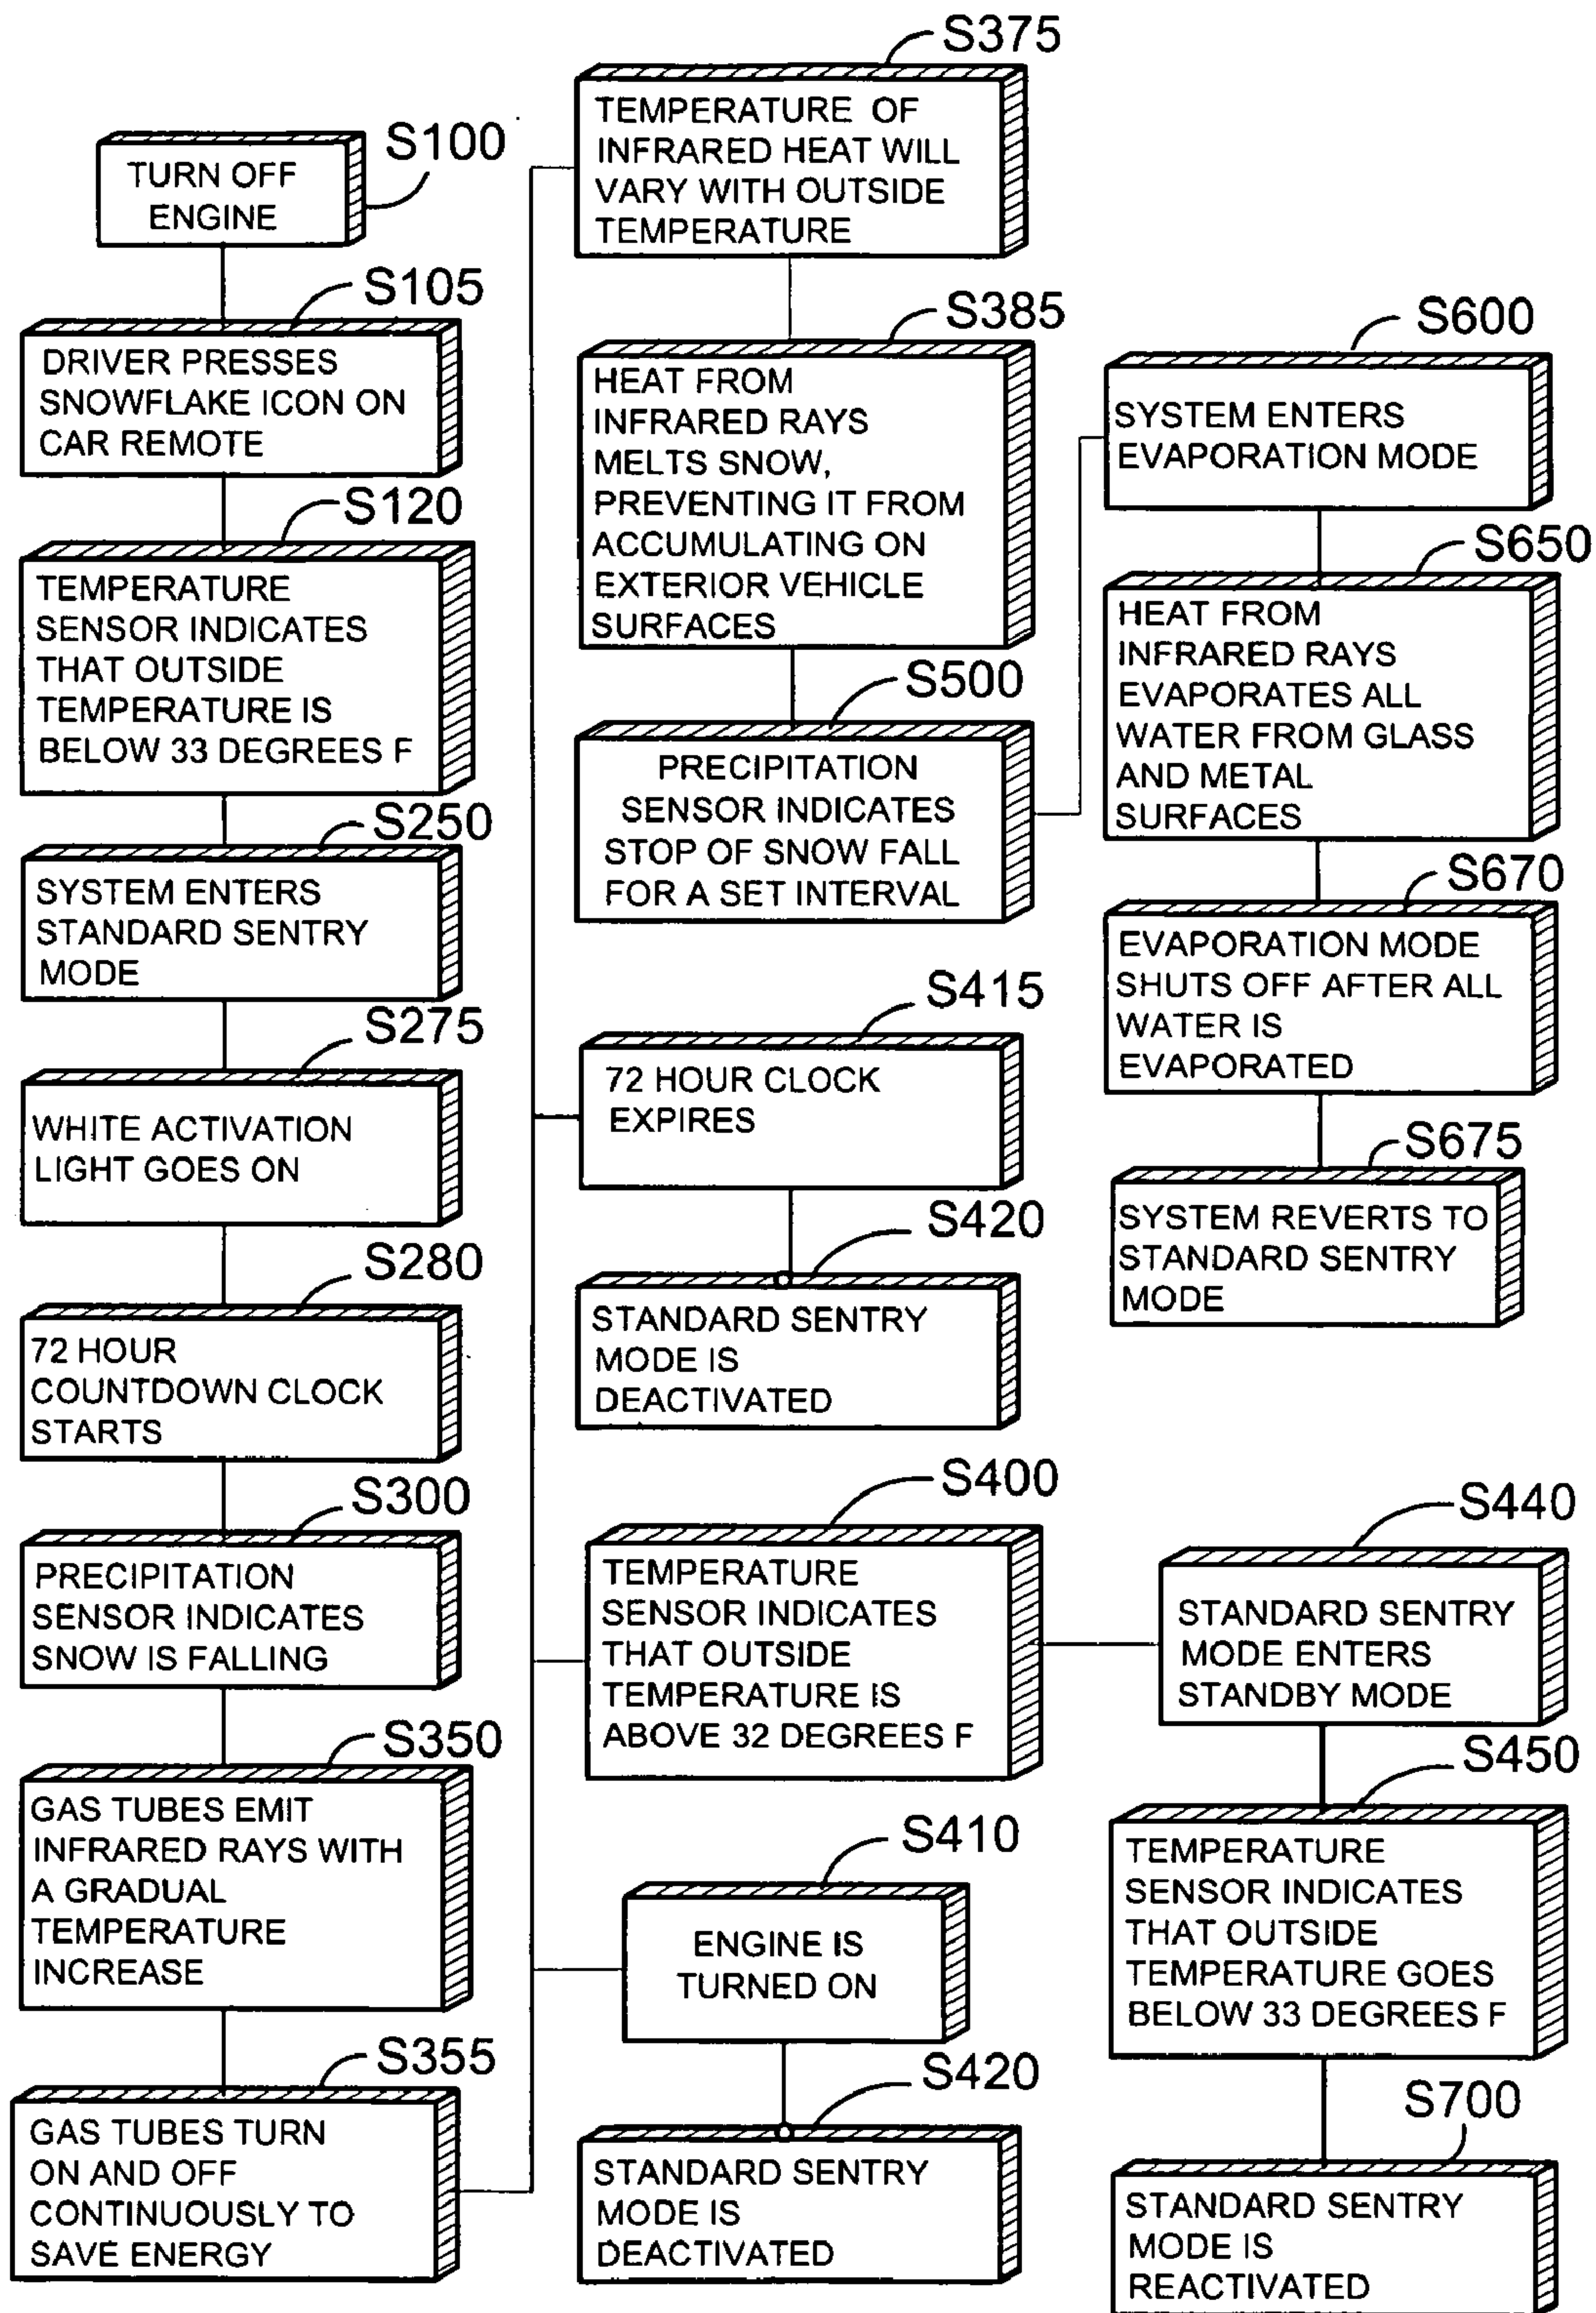 S100
TURN OFF
ENGINE
S105
DRIVER PRESSES
SNOWFLAKE ICON ON
CAR REMOTE
S120
TEMPERATURE
SENSOR INDICATES
THAT OUTSIDE
TEMPERATURE IS
BELOW 33 DEGREES F
S250
SYSTEM ENTERS
STANDARD SENTRY
MODE
S275
WHITE ACTIVATION
LIGHT GOES ON
S280
72 HOUR
COUNTDOWN CLOCK
STARTS
S300
PRECIPITATION
SENSOR INDICATES
SNOW IS FALLING
S350
GAS TUBES EMIT
INFRARED RAYS WITH
A GRADUAL
TEMPERATURE
INCREASE
S355
GAS TUBES TURN
ON AND OFF
CONTINUOUSLY TO
SAVE ENERGY
S375
TEMPERATURE OF
INFRARED HEAT WILL
VARY WITH OUTSIDE
TEMPERATURE
S385
HEAT FROM
INFRARED RAYS
MELTS SNOW,
PREVENTING IT FROM
ACCUMULATING ON
EXTERIOR VEHICLE
SURFACES
S500
PRECIPITATION
SENSOR INDICATES
STOP OF SNOW FALL
FOR A SET INTERVAL
S415
72 HOUR CLOCK
EXPIRES
S420
STANDARD SENTRY
MODE IS
DEACTIVATED
S400
TEMPERATURE
SENSOR INDICATES
THAT OUTSIDE
TEMPERATURE IS
ABOVE 32 DEGREES F
S410
ENGINE IS
TURNED ON
S420
STANDARD SENTRY
MODE IS
DEACTIVATED
S600
SYSTEM ENTERS
EVAPORATION MODE
S650
HEAT FROM
INFRARED RAYS
EVAPORATES ALL
WATER FROM GLASS
AND METAL
SURFACES
S670
EVAPORATION MODE
SHUTS OFF AFTER ALL
WATER IS
EVAPORATED
S675
SYSTEM REVERTS TO
STANDARD SENTRY
MODE
S440
STANDARD SENTRY
MODE ENTERS
STANDBY MODE
S450
TEMPERATURE
SENSOR INDICATES
THAT OUTSIDE
TEMPERATURE GOES
BELOW 33 DEGREES F
S700
STANDARD SENTRY
MODE IS
REACTIVATED